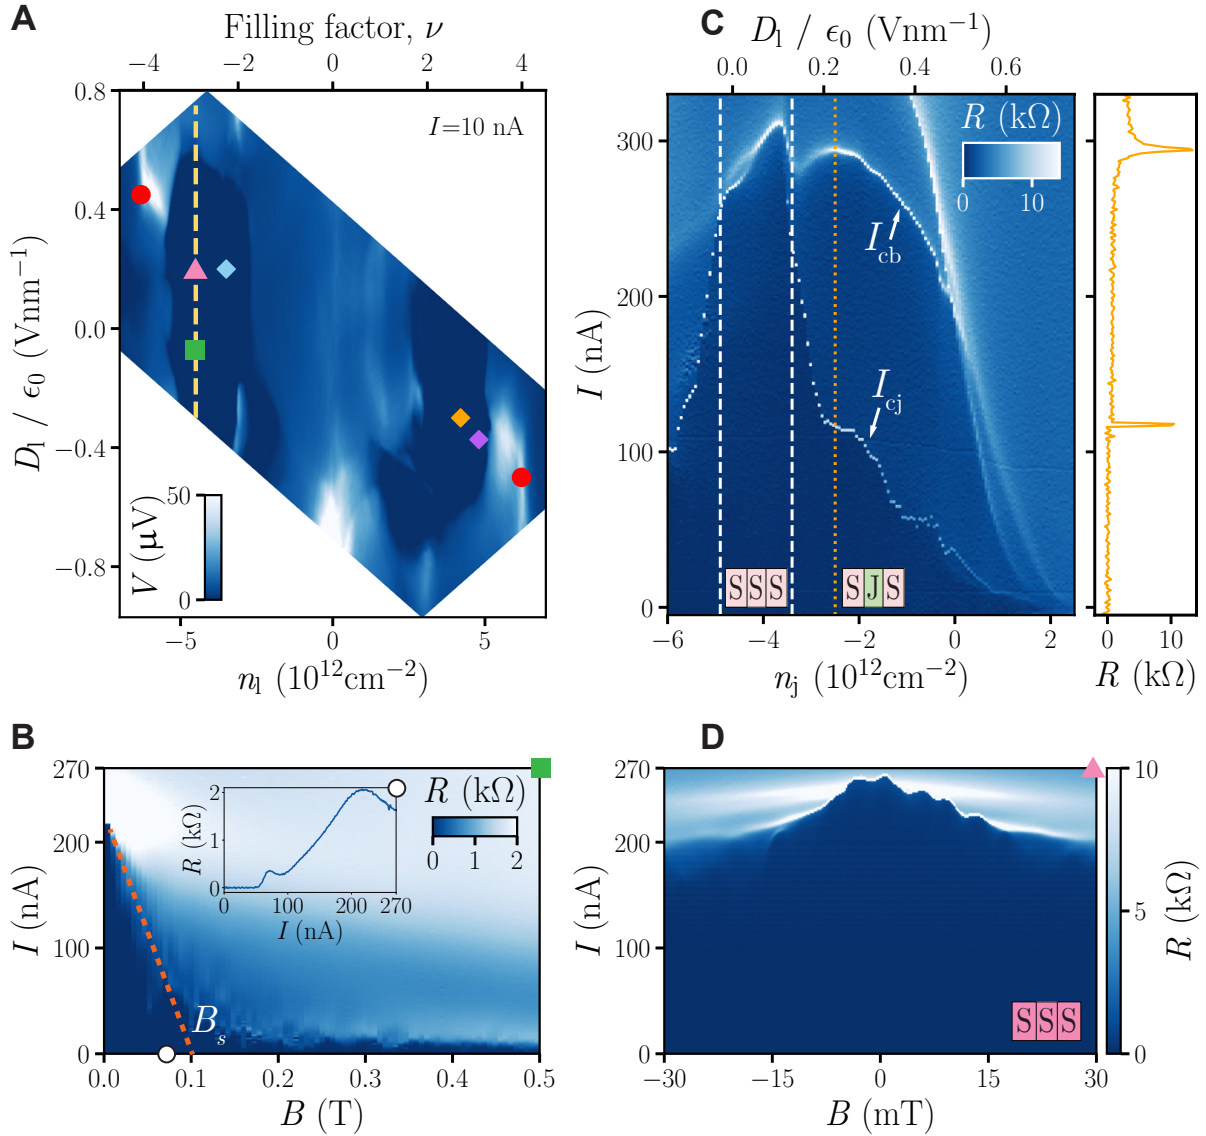 A
Filling factor, ν
−4 −2 0 2 4
I=10 nA
0.8
0.4
0.0
−0.4
−0.8
D_l / ϵ_0 (Vnm^−1)
50
0
V (μV)
−5 0 5
n_l (10^12 cm^−2)
C
D_l / ϵ_0 (Vnm^−1)
0.0 0.2 0.4 0.6
R (kΩ)
0 10
300
200
100
0
I (nA)
I_cb
I_cj
S S S
S J S
−6 −4 −2 0 2
n_j (10^12 cm^−2)
0 10
R (kΩ)
B
270
200
100
0
I (nA)
R (kΩ)
0 1 2
2
1
0
R (kΩ)
0 100 200 270
I (nA)
B_s
0.0 0.1 0.2 0.3 0.4 0.5
B (T)
D
270
200
100
0
I (nA)
S S S
−30 −15 0 15 30
B (mT)
10
5
0
R (kΩ)